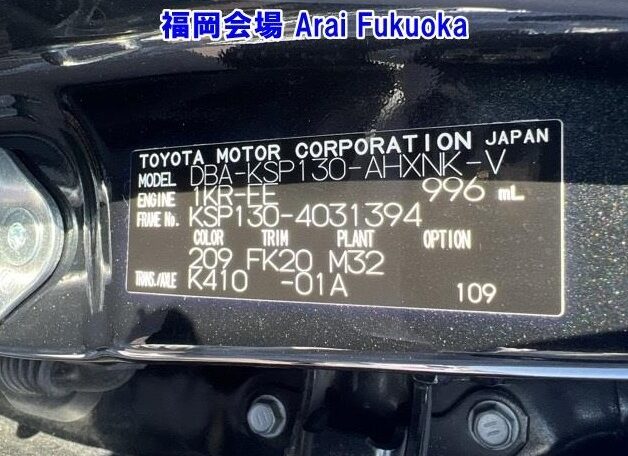 福岡会場 Arai Fukuoka
TOYOTA MOTOR CORPORATION JAPAN
MODEL DBA-KSP130-AHXNK-V
ENGINE 1KR-FE 996 mL
FRAME No. KSP130-4031394
COLOR TRIM PLANT OPTION
209 FK20 M32
TRANS./AXLE K410 -01A
109